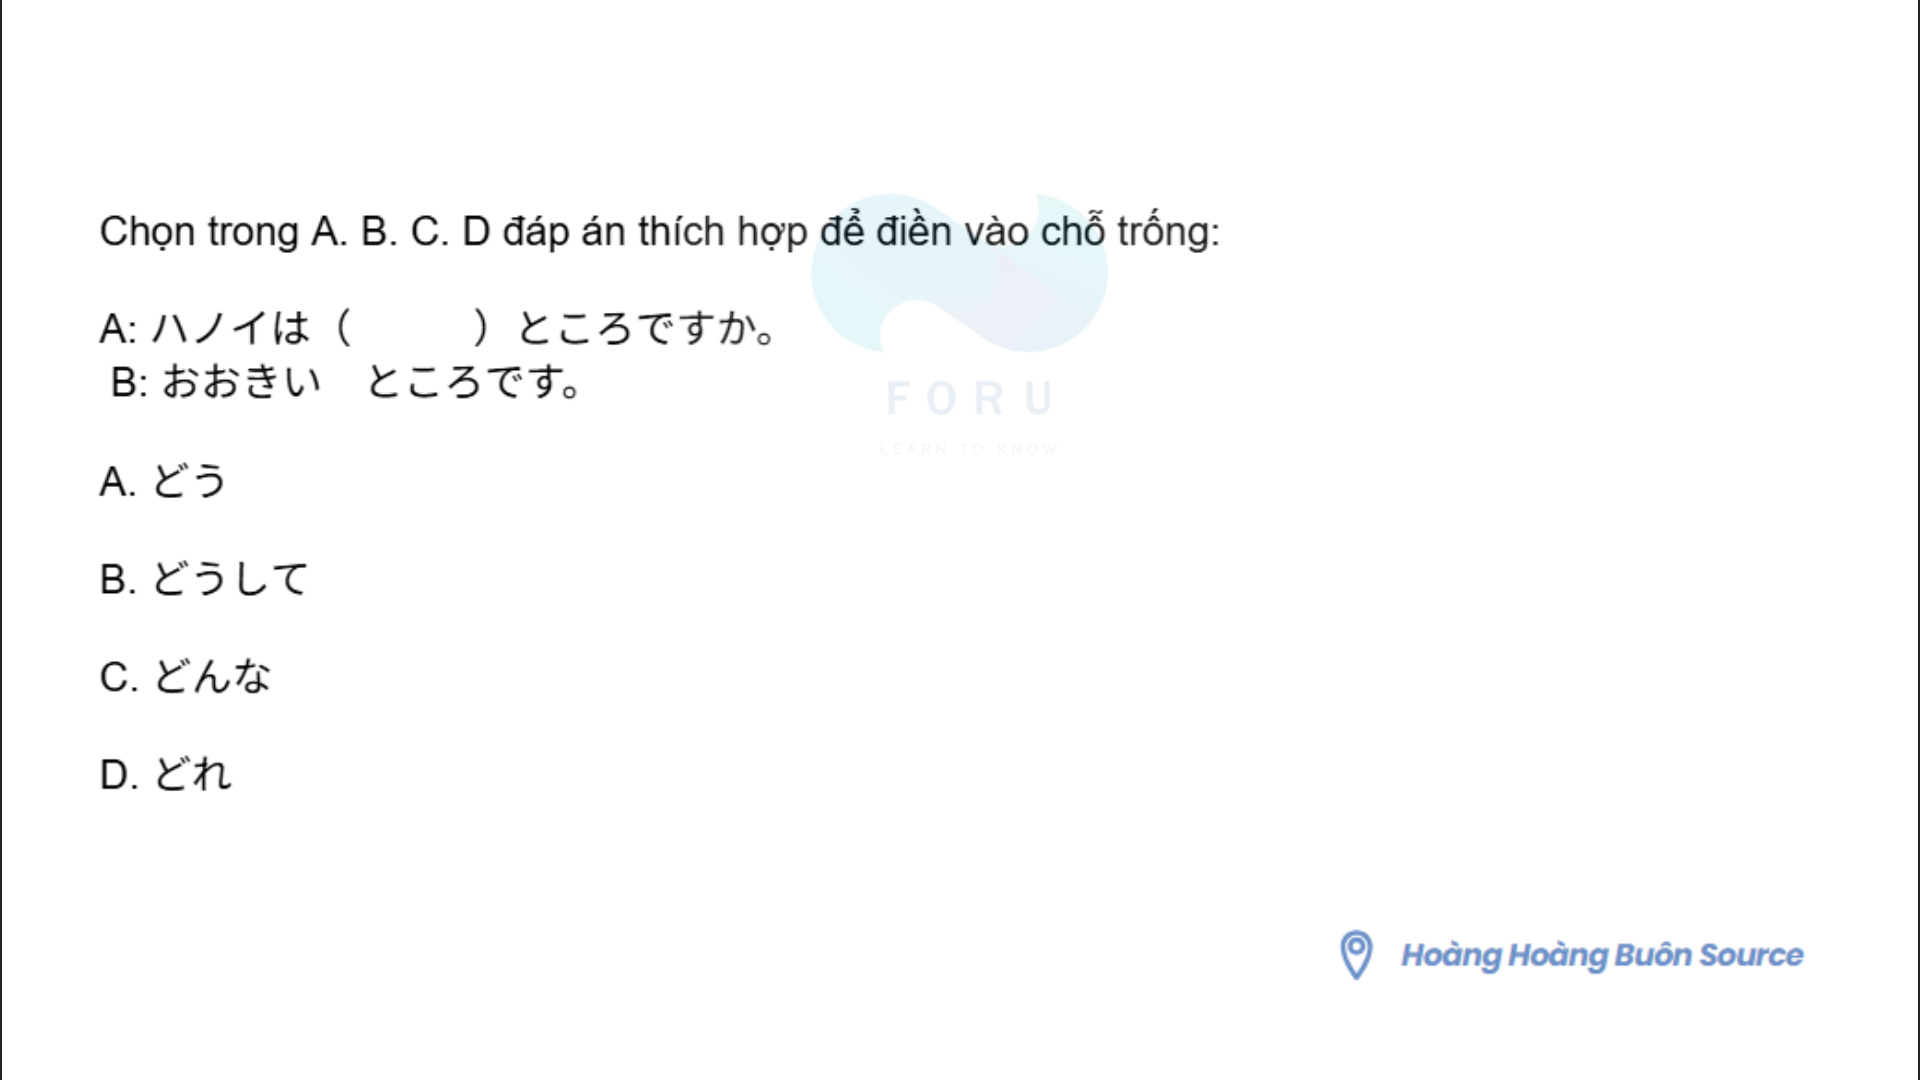 Chọn trong A. B. C. D đáp án thích hợp để điền vào chỗ trống:
A: ハノイは（　　　）ところですか。
B: おおきい　ところです。
FORU
LEARN TO KNOW
A. どう
B. どうして
C. どんな
D. どれ
Hoàng Hoàng Buôn Source